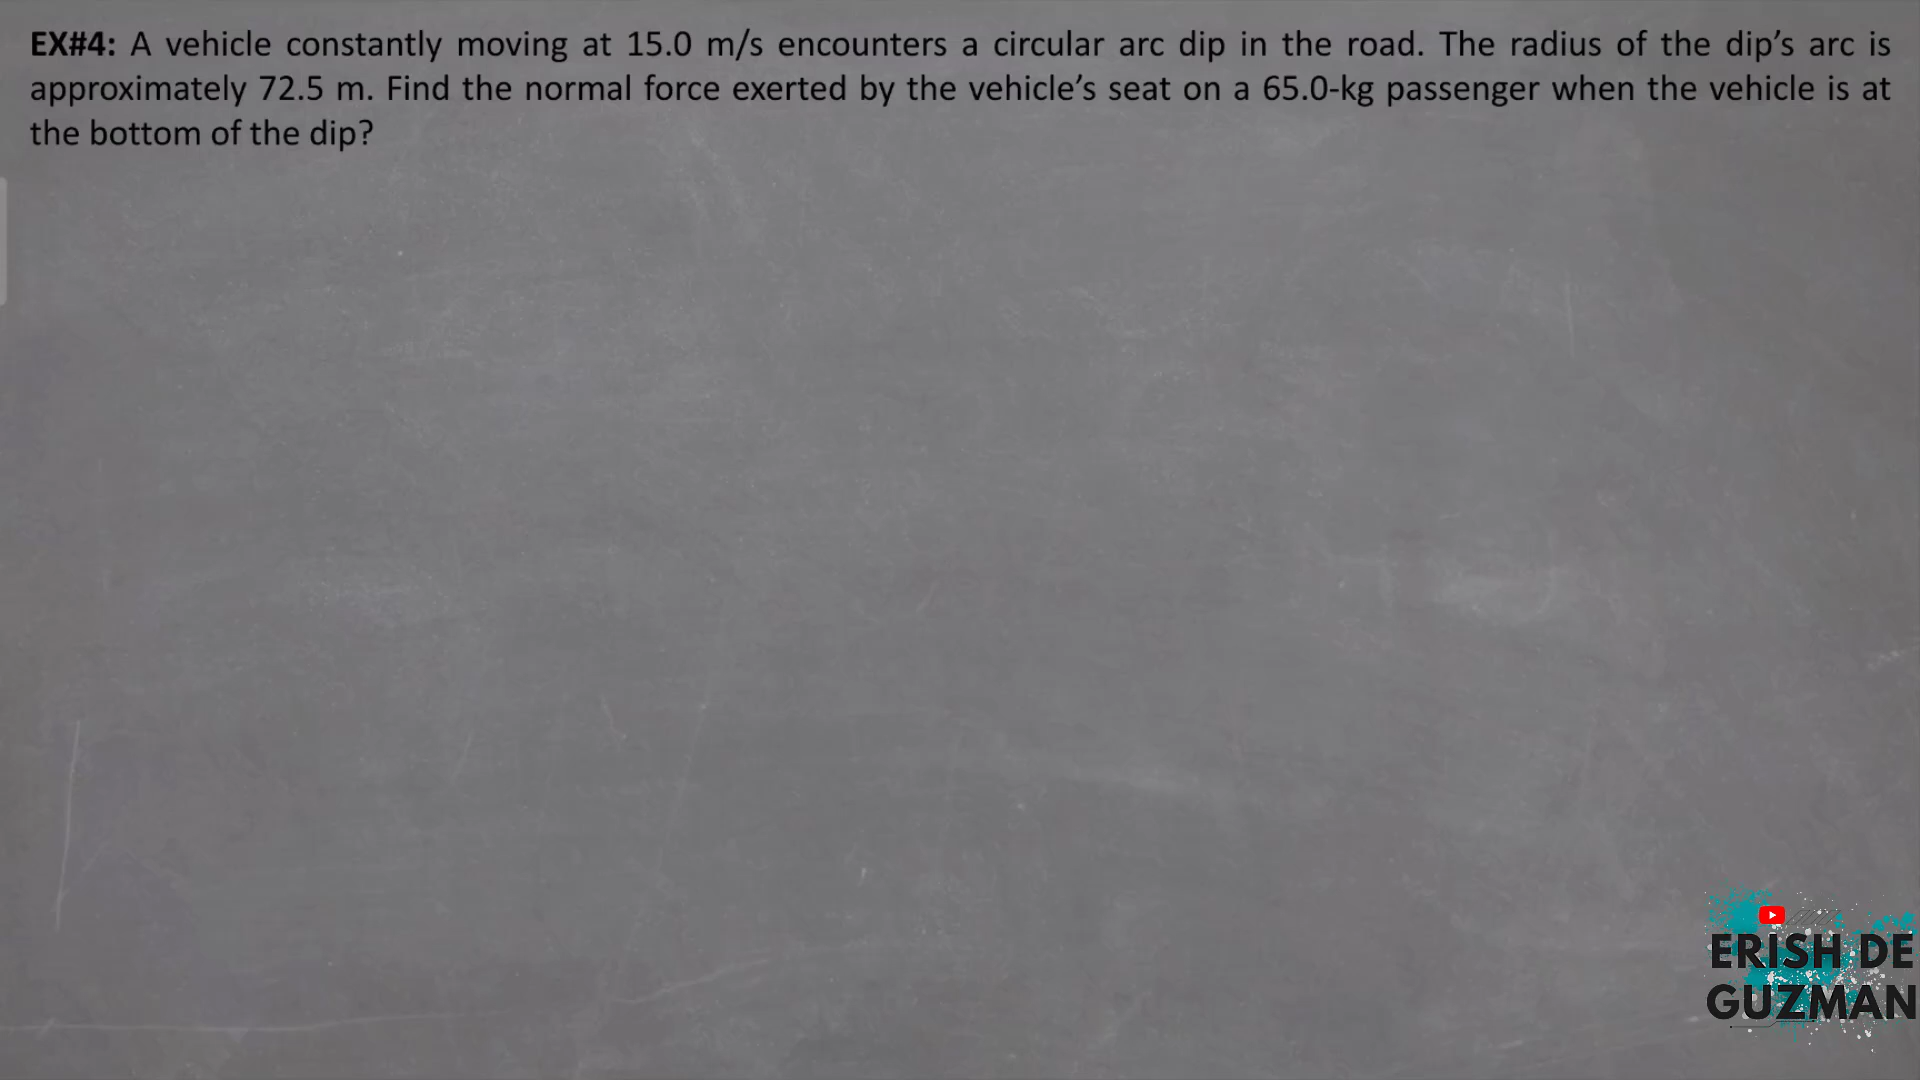 EX#4: A vehicle constantly moving at 15.0 m/s encounters a circular arc dip in the road. The radius of the dip’s arc is
approximately 72.5 m. Find the normal force exerted by the vehicle’s seat on a 65.0-kg passenger when the vehicle is at
the bottom of the dip?
ERISH DE
GUZMAN